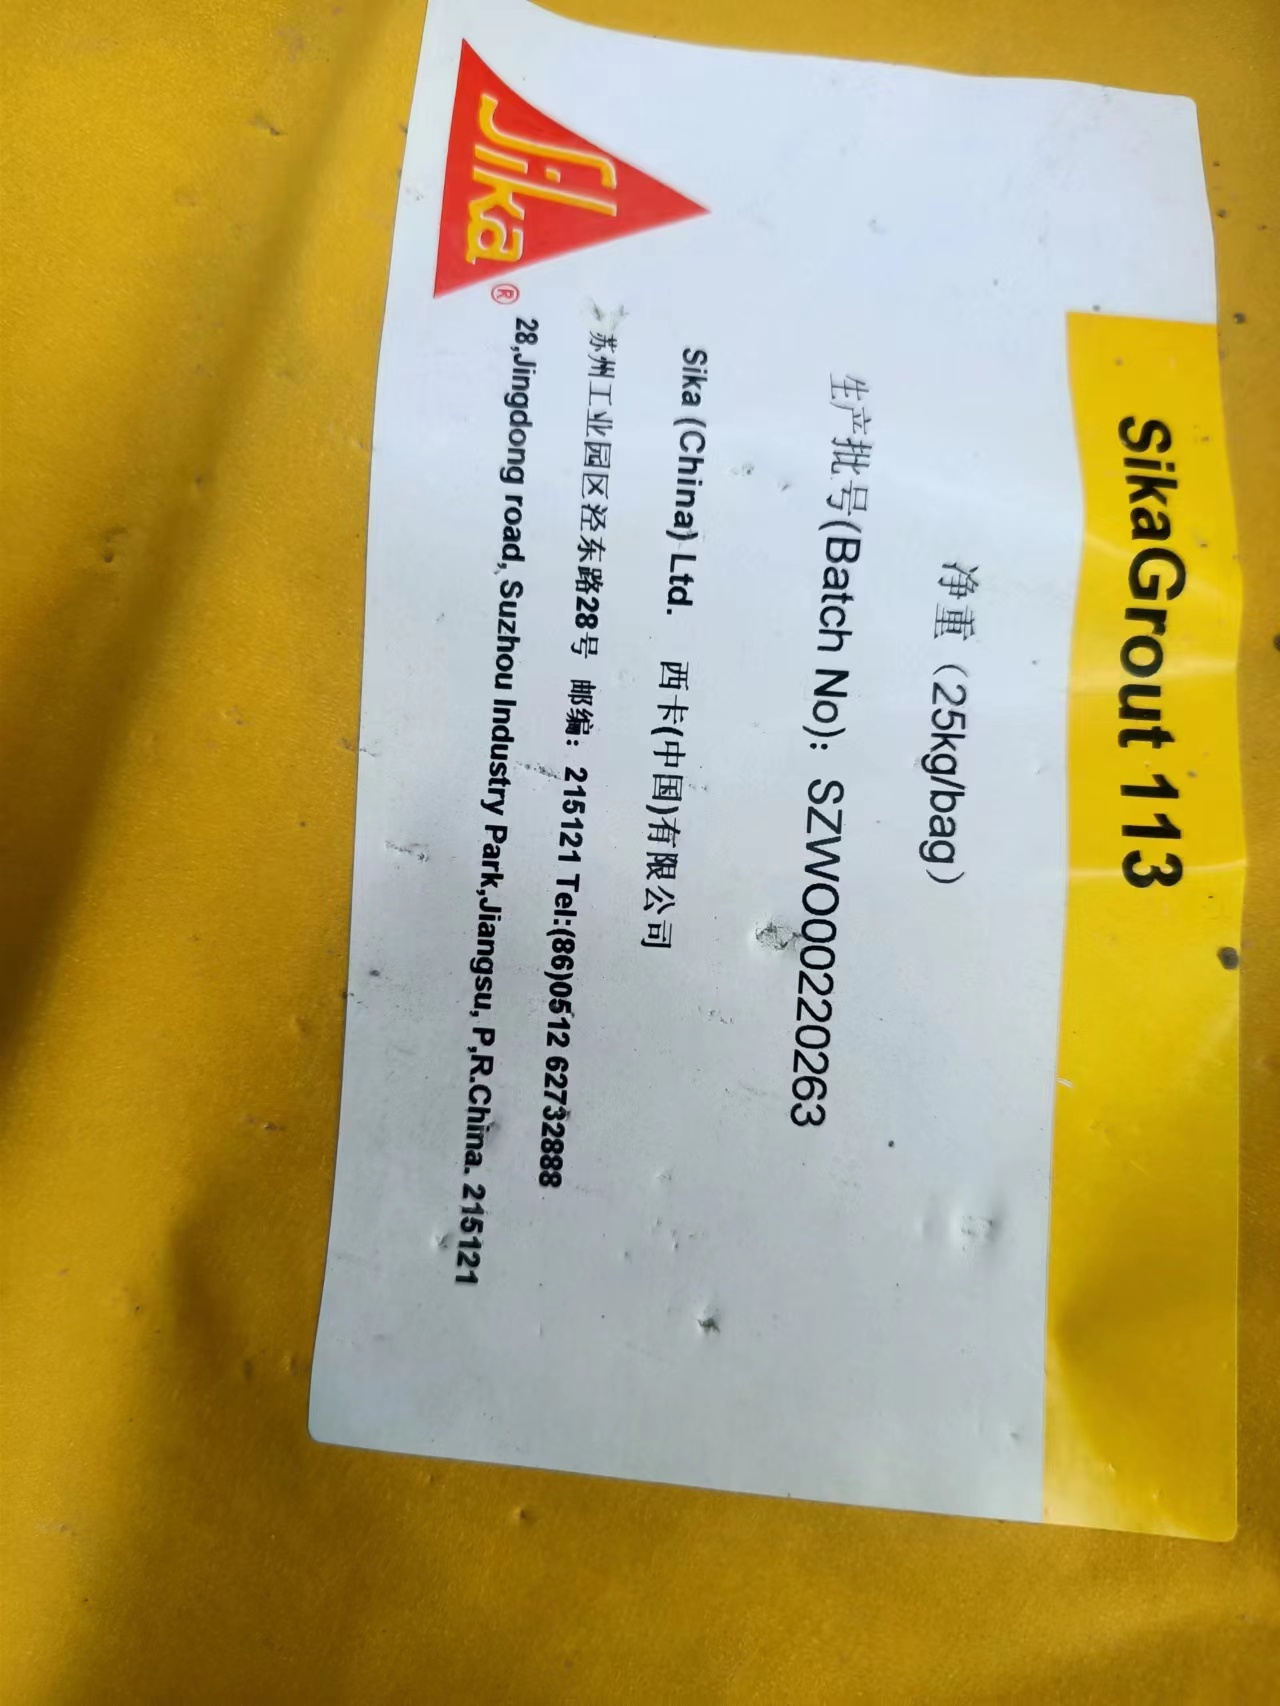 SikaGrout 113
净重（25kg/bag）
生产批号(Batch No)：SZWO00220263
Sika (China) Ltd. 西卡(中国)有限公司
苏州工业园区泾东路28号 邮编：215121 Tel:(86)0512 62732888
28,Jingdong road, Suzhou Industry Park,Jiangsu, P,R.China. 215121
Sika®